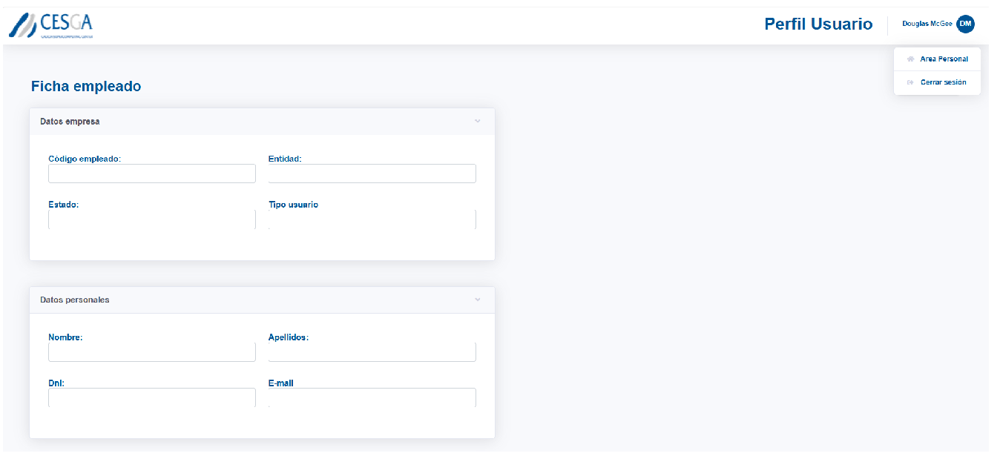 CESGA
Perfil Usuario
Douglas McGee
DM
Area Personal
Cerrar sesión
Ficha empleado
Datos empresa
Código empleado:
Entidad:
Estado:
Tipo usuario
Datos personales
Nombre:
Apellidos:
Dni:
E-mail